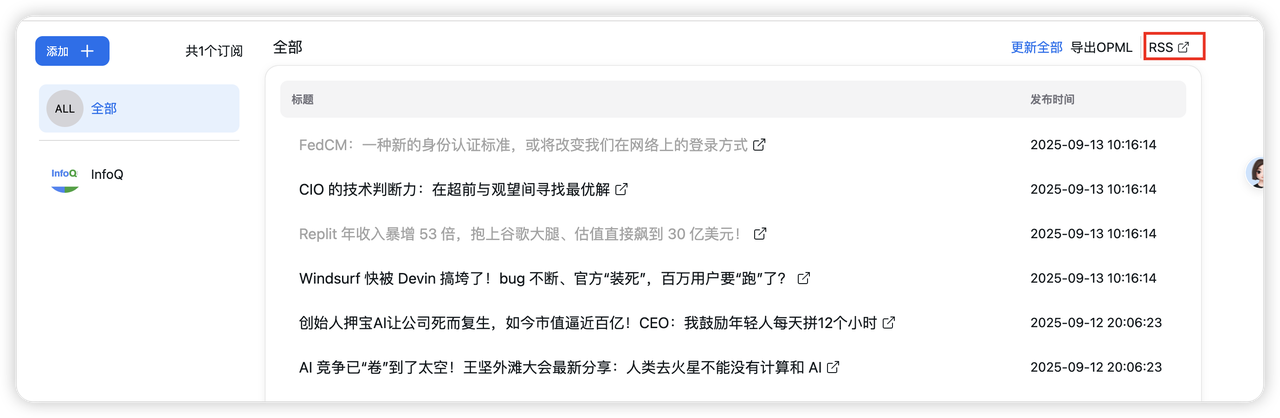 添加 + 共1个订阅 全部 更新全部 导出OPML RSS
ALL 全部
标题 发布时间
FedCM：一种新的身份认证标准，或将改变我们在网络上的登录方式 2025-09-13 10:16:14
InfoQ InfoQ
CIO 的技术判断力：在超前与观望间寻找最优解 2025-09-13 10:16:14
Replit 年收入暴增 53 倍，抱上谷歌大腿、估值直接飙到 30 亿美元！ 2025-09-13 10:16:14
Windsurf 快被 Devin 搞垮了！bug 不断、官方“装死”，百万用户要“跑”了？ 2025-09-13 10:16:14
创始人押宝AI让公司死而复生，如今市值逼近百亿！CEO：我鼓励年轻人每天拼12个小时 2025-09-12 20:06:23
AI 竞争已“卷”到了太空！王坚外滩大会最新分享：人类去火星不能没有计算和 AI 2025-09-12 20:06:23